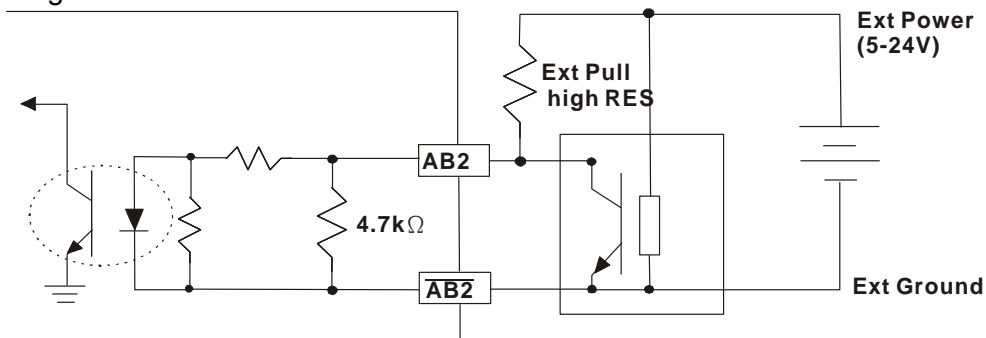 Ext Power
(5-24V)
Ext Pull
high RES
AB2
4.7kΩ
AB2
Ext Ground